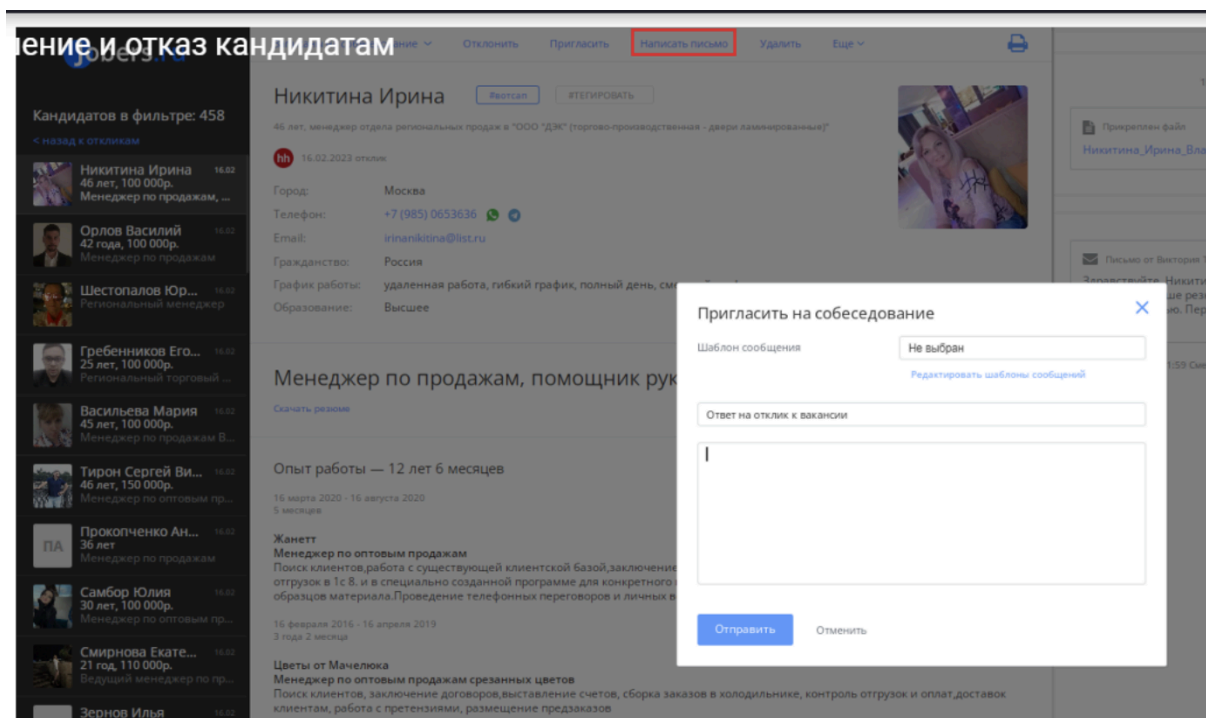 ление и отказ кандидатам
jobers.ru
Отклонить Пригласить Написать письмо Удалить Еще
Кандидатов в фильтре: 458
< назад к откликам
Никитина Ирина 16.02
46 лет, 100 000р.
Менеджер по продажам, ...
Орлов Василий 16.02
42 года, 100 000р.
Менеджер по продажам
Шестопалов Юр... 16.02
Региональный менеджер
Гребенников Его... 16.02
25 лет, 100 000р.
Региональный торговый ...
Васильева Мария 16.02
45 лет, 100 000р.
Менеджер по продажам В...
Тирон Сергей Ви... 16.02
46 лет, 150 000р.
Менеджер по оптовым пр...
ПА
Прокопченко Ан... 16.02
36 лет
Менеджер по продажам
Самбор Юлия 16.02
30 лет, 100 000р.
Менеджер по оптовым пр...
Смирнова Екате... 16.02
21 год, 110 000р.
Ведущий менеджер по пр...
Зернов Илья 16.02
Никитина Ирина #вотсап #ТЕГИРОВАТЬ
46 лет, менеджер отдела региональных продаж в "ООО "ДЭК" (торгово-производственная - двери ламинированные)"
hh 16.02.2023 отклик
Город: Москва
Телефон: +7 (985) 0653636
Email: irinanikitina@list.ru
Гражданство: Россия
График работы: удаленная работа, гибкий график, полный день,
Образование: Высшее
Менеджер по продажам, помощник рук
Скачать резюме
Опыт работы — 12 лет 6 месяцев
16 марта 2020 - 16 августа 2020
5 месяцев
Жанетт
Менеджер по оптовым продажам
Поиск клиентов,работа с существующей клиентской базой,заключение
отгрузок в 1с 8. и в специально созданной программе для конкретного
образцов материала.Проведение телефонных переговоров и личных в
16 февраля 2016 - 16 апреля 2019
3 года 2 месяца
Цветы от Мачелюка
Менеджер по оптовым продажам срезанных цветов
Поиск клиентов, заключение договоров,выставление счетов, сборка заказов в холодильнике, контроль отгрузок и оплат,доставок
клиентам, работа с претензиями, размещение предзаказов
Прикреплен файл
Никитина_Ирина_Вла
Письмо от Виктория
Здравствуйте, Никити
ше рез
ю. Пер
1:59
Пригласить на собеседование
Шаблон сообщения Не выбран
Редактировать шаблоны сообщений
Ответ на отклик к вакансии
Отправить Отменить